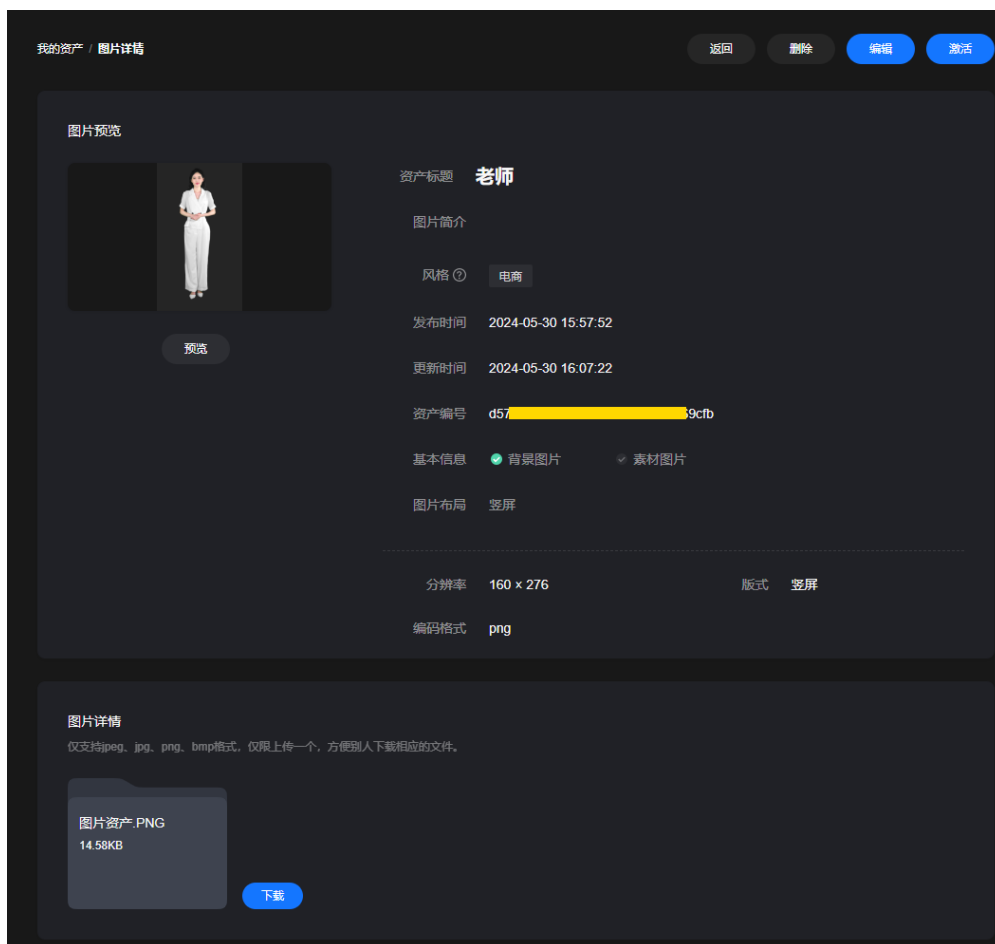 我的资产 / 图片详情
返回
删除
编辑
激活
图片预览
预览
资产标题 老师
图片简介
风格 ? 电商
发布时间 2024-05-30 15:57:52
更新时间 2024-05-30 16:07:22
资产编号 d57 9cfb
基本信息 背景图片 素材图片
图片布局 竖屏
分辨率 160 × 276 版式 竖屏
编码格式 png
图片详情
仅支持jpeg、jpg、png、bmp格式，仅限上传一个，方便别人下载相应的文件。
图片资产.PNG
14.58KB
下载